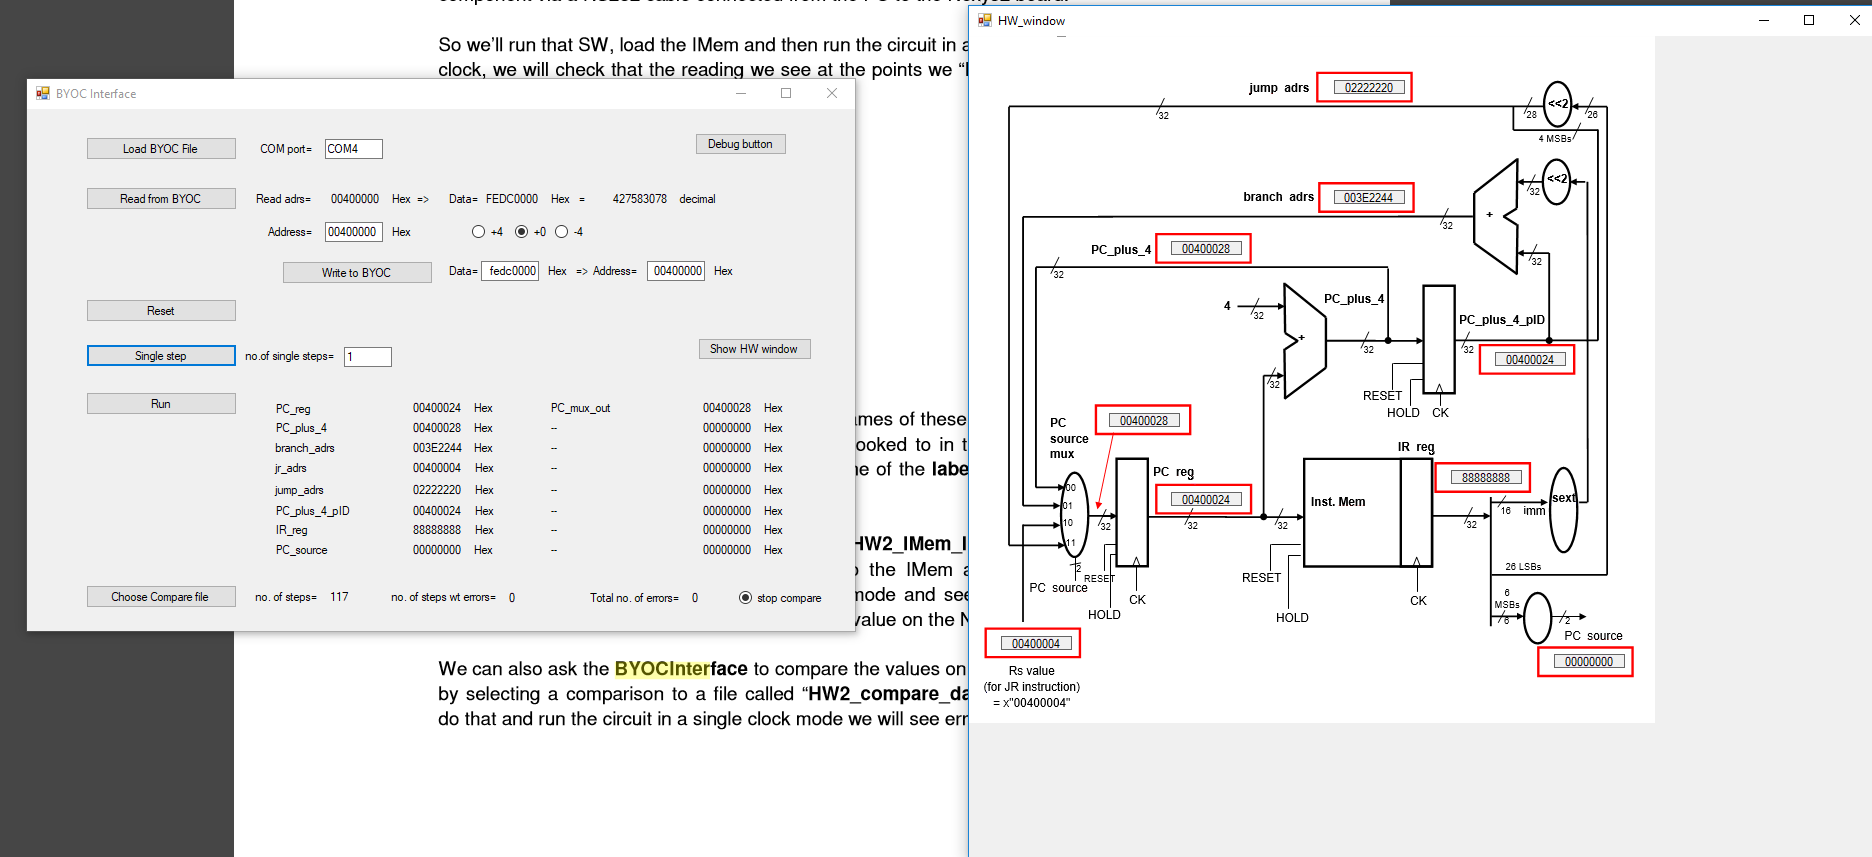 component via a RS232 cable connected from the PC to the Nexys2 board.
So we’ll run that SW, load the IMem and then run the circuit in a
clock, we will check that the reading we see at the points we
BYOC Interface
Load BYOC File COM port= COM4 Debug button
Read from BYOC Read adrs= 00400000 Hex => Data= FEDC0000 Hex = 427583078 decimal
Address= 00400000 Hex +4 +0 -4
Write to BYOC Data= fedc0000 Hex => Address= 00400000 Hex
Reset
Single step no.of single steps= 1 Show HW window
Run
PC_reg 00400024 Hex PC_mux_out 00400028 Hex
PC_plus_4 00400028 Hex -- 00000000 Hex
branch_adrs 003E2244 Hex -- 00000000 Hex
jr_adrs 00400004 Hex -- 00000000 Hex
jump_adrs 02222220 Hex -- 00000000 Hex
PC_plus_4_pID 00400024 Hex -- 00000000 Hex
IR_reg 88888888 Hex -- 00000000 Hex
PC_source 00000000 Hex -- 00000000 Hex
Choose Compare file no. of steps= 117 no. of steps wt errors= 0 Total no. of errors= 0 stop compare
ames of these
ooked to in t
e of the labe
HW2_IMem_I
the IMem a
mode and see
value on the N
We can also ask the BYOCInterface to compare the values on
by selecting a comparison to a file called “HW2_compare_da
do that and run the circuit in a single clock mode we will see err
HW_window
jump adrs 02222220
32
28
<<2
26
4 MSBs
branch adrs 003E2244
32
+
32
<<2
32
PC_plus_4 00400028
32
4
32
+
32
PC_plus_4
32
PC_plus_4_pID
32
00400024
RESET
HOLD CK
PC
source
mux
00400028
00
01
10
11
2
PC source
32
RESET
HOLD
CK
PC reg
00400024
32
32
Inst. Mem
IR reg
88888888
RESET
HOLD
CK
32
16
imm
sext
26 LSBs
6
MSBs
6
2
PC source
00000000
00400004
Rs value
(for JR instruction)
= x"00400004"